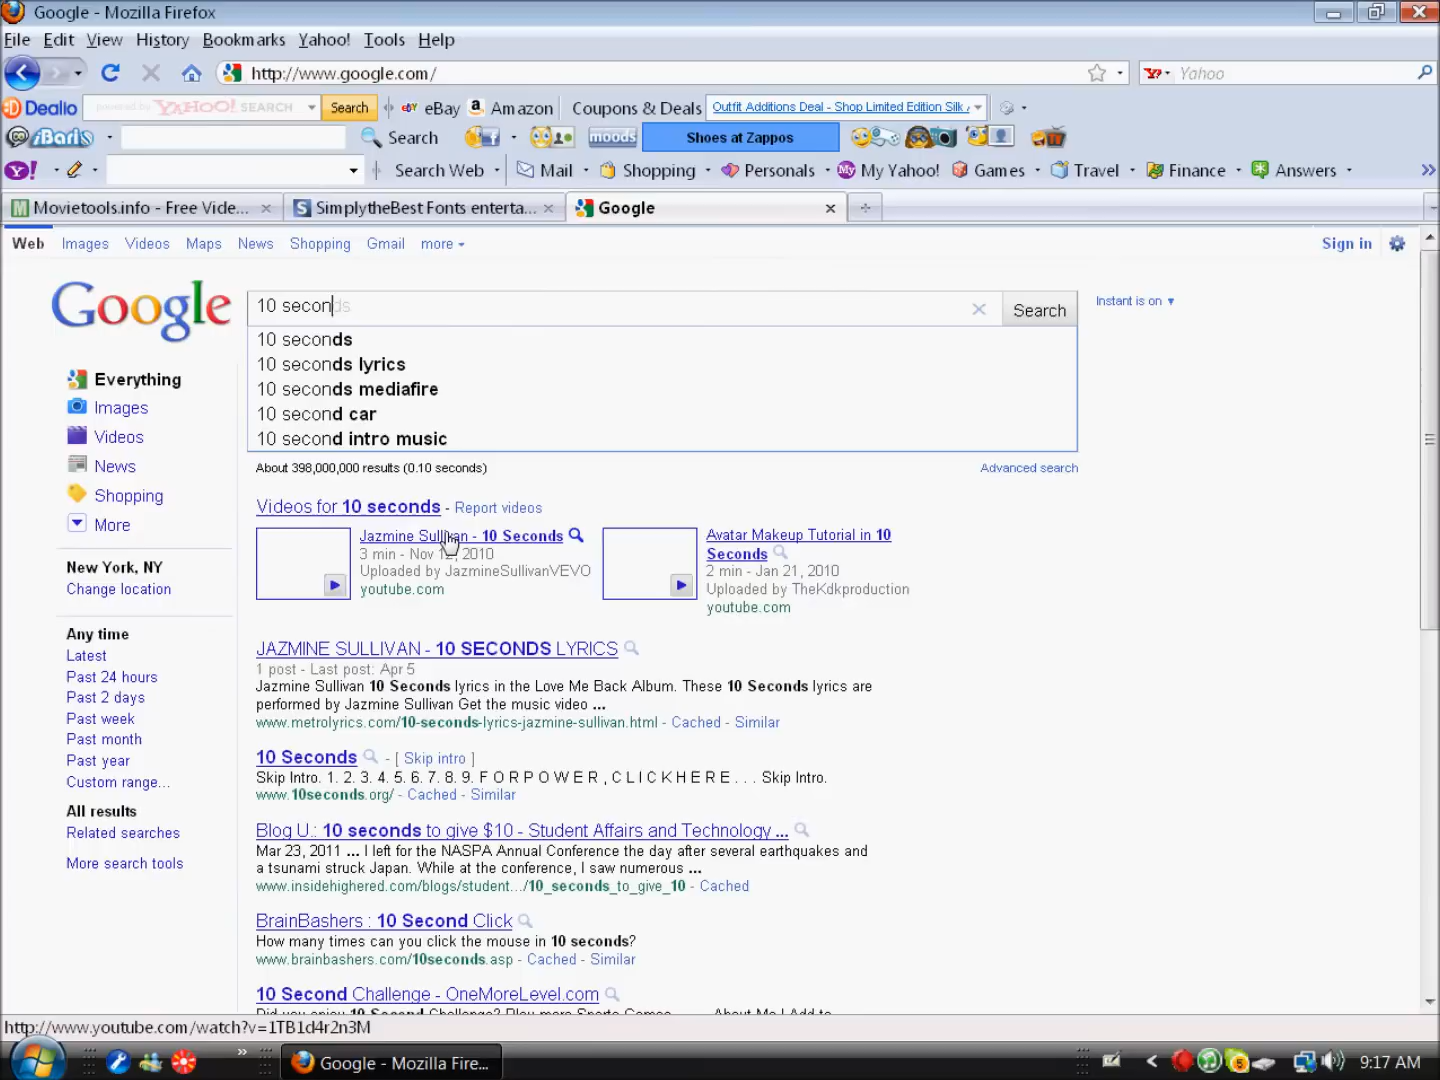 Google - Mozilla Firefox
File Edit View History Bookmarks Yahoo! Tools Help
http://www.google.com/
Yahoo
Dealio powered by YAHOO! SEARCH Search eBay Amazon Coupons & Deals Outfit Additions Deal - Shop Limited Edition Silk
iBaris Search moods Shoes at Zappos TV
Y! Search Web Mail Shopping Personals My Yahoo! Games Travel Finance Answers
Movietools.info - Free Vide... SimplytheBest Fonts enterta... Google
Web Images Videos Maps News Shopping Gmail more Sign in
Google
10 seconds
Search
Instant is on
10 seconds
10 seconds lyrics
10 seconds mediafire
10 second car
10 second intro music
Everything
Images
Videos
News
Shopping
More
New York, NY
Change location
Any time
Latest
Past 24 hours
Past 2 days
Past week
Past month
Past year
Custom range...
All results
Related searches
More search tools
About 398,000,000 results (0.10 seconds)
Advanced search
Videos for 10 seconds - Report videos
Jazmine Sullivan - 10 Seconds
3 min - Nov 12, 2010
Uploaded by JazmineSullivanVEVO
youtube.com
Avatar Makeup Tutorial in 10
Seconds
2 min - Jan 21, 2010
Uploaded by TheKdkproduction
youtube.com
JAZMINE SULLIVAN - 10 SECONDS LYRICS
1 post - Last post: Apr 5
Jazmine Sullivan 10 Seconds lyrics in the Love Me Back Album. These 10 Seconds lyrics are
performed by Jazmine Sullivan Get the music video ...
www.metrolyrics.com/10-seconds-lyrics-jazmine-sullivan.html - Cached - Similar
10 Seconds - [ Skip intro ]
Skip Intro. 1. 2. 3. 4. 5. 6. 7. 8. 9. F O R P O W E R , C L I C K H E R E . . . Skip Intro.
www.10seconds.org/ - Cached - Similar
Blog U.: 10 seconds to give $10 - Student Affairs and Technology ...
Mar 23, 2011 ... I left for the NASPA Annual Conference the day after several earthquakes and
a tsunami struck Japan. While at the conference, I saw numerous ...
www.insidehighered.com/blogs/student.../10_seconds_to_give_10 - Cached
BrainBashers : 10 Second Click
How many times can you click the mouse in 10 seconds?
www.brainbashers.com/10seconds.asp - Cached - Similar
10 Second Challenge - OneMoreLevel.com
http://www.youtube.com/watch?v=1TB1d4r2n3M
Google - Mozilla Fire...
9:17 AM